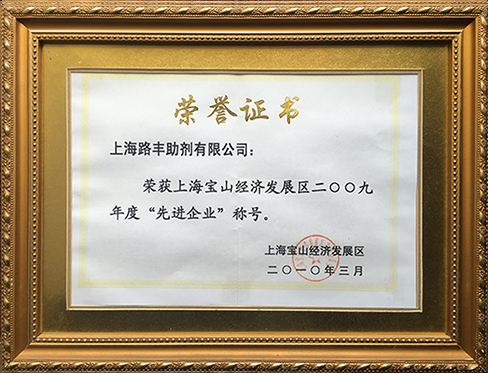 荣誉证书
上海路丰助剂有限公司：
荣获上海宝山经济发展区二〇〇九
年度“先进企业”称号。
上海宝山经济发展区
二〇一〇年三月